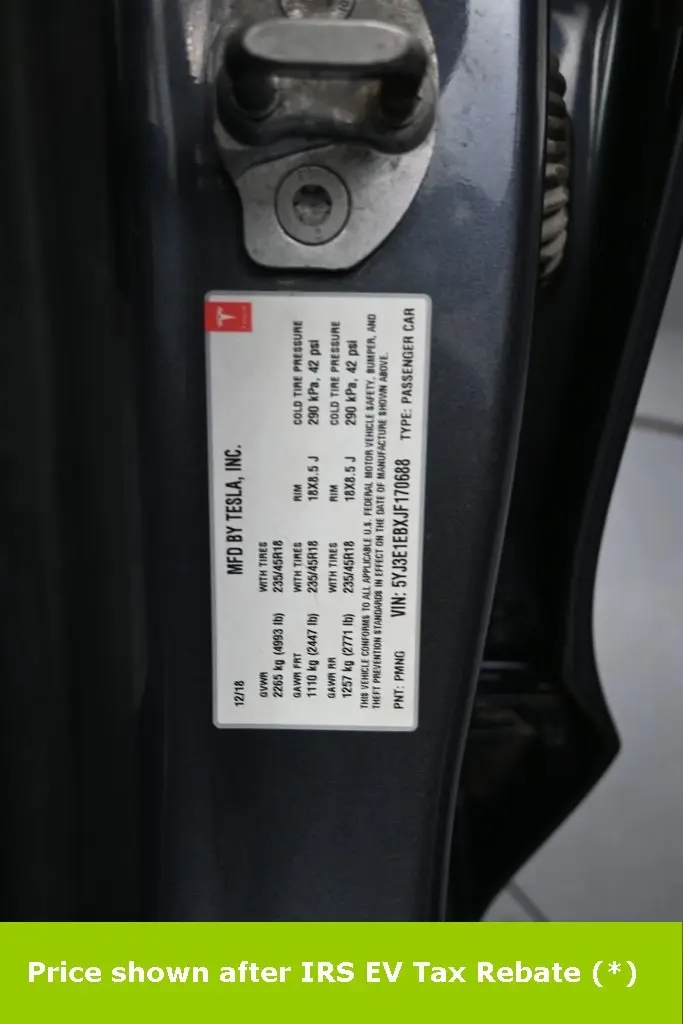 TESLA
MFD BY TESLA, INC.
12/18
GVWR WITH TIRES
2265 kg (4993 lb) 235/45R18
GAWR FRT WITH TIRES RIM COLD TIRE PRESSURE
1110 kg (2447 lb) 235/45R18 18X8.5 J 290 kPa, 42 psi
GAWR RR WITH TIRES RIM COLD TIRE PRESSURE
1257 kg (2771 lb) 235/45R18 18X8.5 J 290 kPa, 42 psi
THIS VEHICLE CONFORMS TO ALL APPLICABLE U.S. FEDERAL MOTOR VEHICLE SAFETY, BUMPER, AND
THEFT PREVENTION STANDARDS IN EFFECT ON THE DATE OF MANUFACTURE SHOWN ABOVE.
PNT: PMNG VIN: 5YJ3E1EBXJF170688 TYPE: PASSENGER CAR
Price shown after IRS EV Tax Rebate (*)